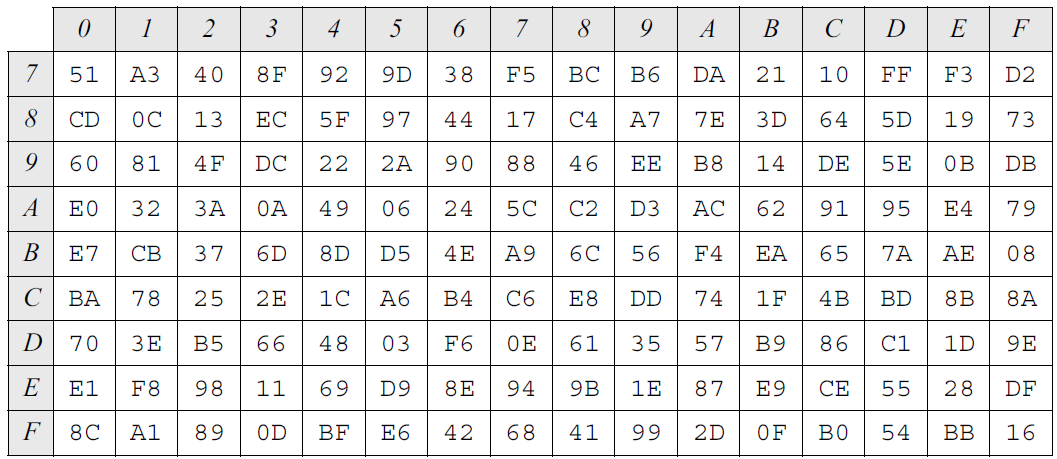 0 1 2 3 4 5 6 7 8 9 A B C D E F
7 51 A3 40 8F 92 9D 38 F5 BC B6 DA 21 10 FF F3 D2
8 CD 0C 13 EC 5F 97 44 17 C4 A7 7E 3D 64 5D 19 73
9 60 81 4F DC 22 2A 90 88 46 EE B8 14 DE 5E 0B DB
A E0 32 3A 0A 49 06 24 5C C2 D3 AC 62 91 95 E4 79
B E7 CB 37 6D 8D D5 4E A9 6C 56 F4 EA 65 7A AE 08
C BA 78 25 2E 1C A6 B4 C6 E8 DD 74 1F 4B BD 8B 8A
D 70 3E B5 66 48 03 F6 0E 61 35 57 B9 86 C1 1D 9E
E E1 F8 98 11 69 D9 8E 94 9B 1E 87 E9 CE 55 28 DF
F 8C A1 89 0D BF E6 42 68 41 99 2D 0F B0 54 BB 16